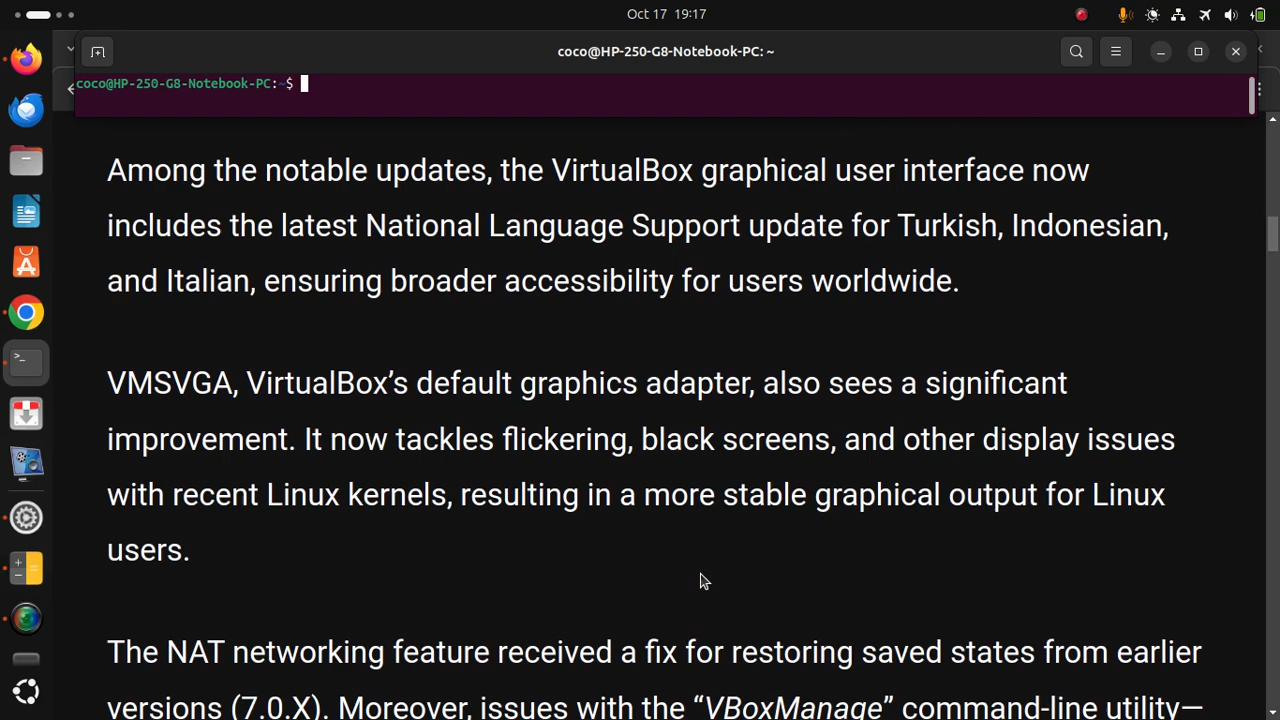 Oct 17 19:17
coco@HP-250-G8-Notebook-PC: ~
coco@HP-250-G8-Notebook-PC:~$
Among the notable updates, the VirtualBox graphical user interface now
includes the latest National Language Support update for Turkish, Indonesian,
and Italian, ensuring broader accessibility for users worldwide.
VMSVGA, VirtualBox’s default graphics adapter, also sees a significant
improvement. It now tackles flickering, black screens, and other display issues
with recent Linux kernels, resulting in a more stable graphical output for Linux
users.
The NAT networking feature received a fix for restoring saved states from earlier
versions (7.0.X). Moreover, issues with the “VBoxManage” command-line utility—